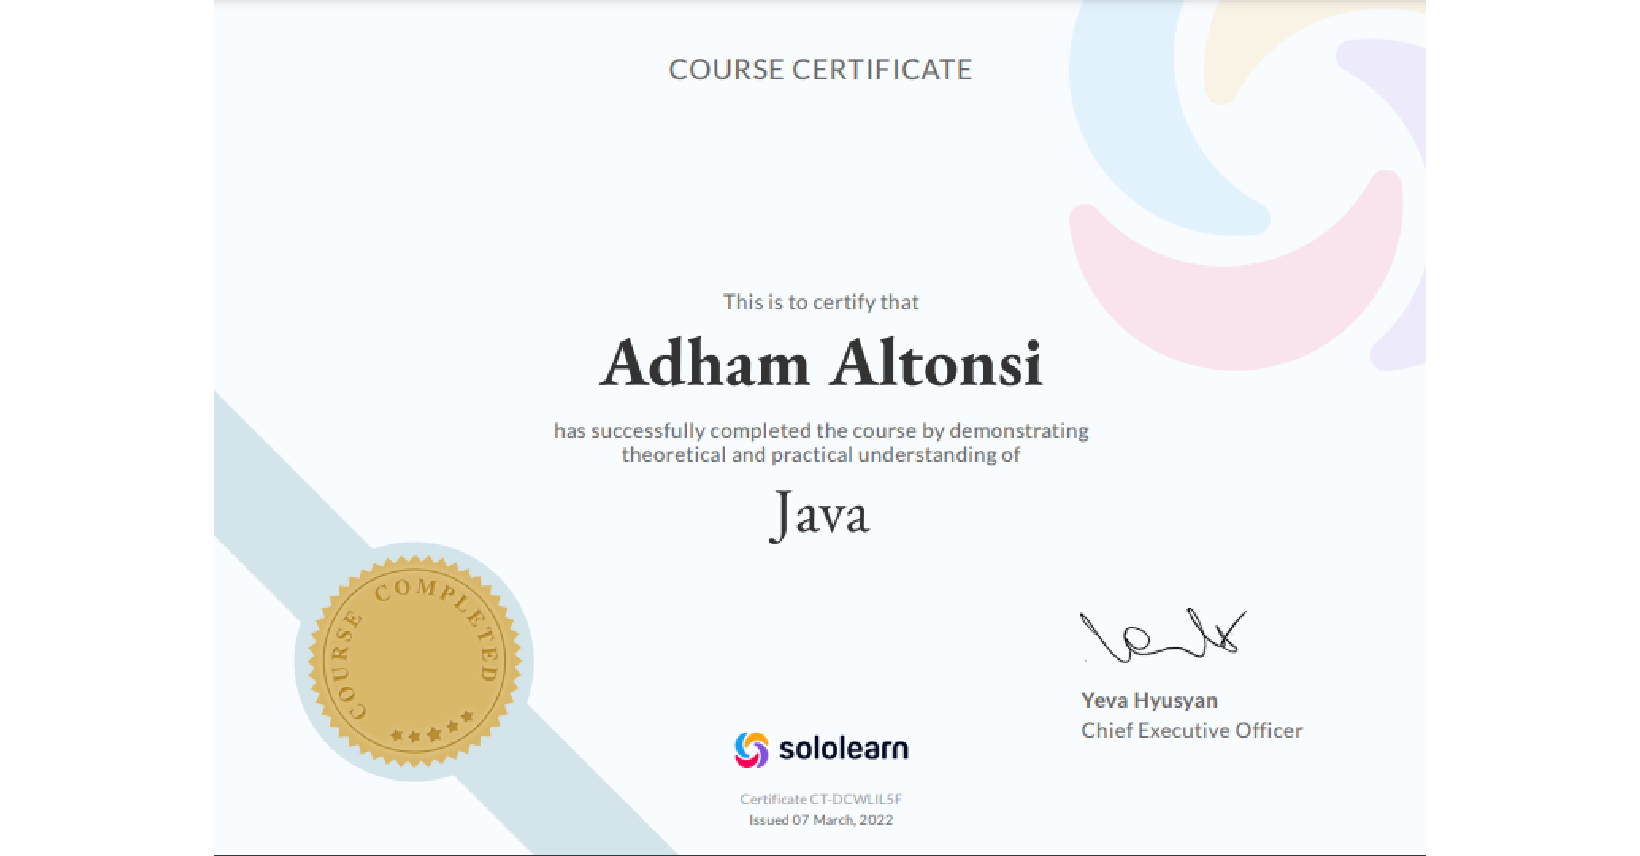 COURSE CERTIFICATE
This is to certify that
Adham Altonsi
has successfully completed the course by demonstrating
theoretical and practical understanding of
Java
COURSE COMPLETED
Yeva Hyusyan
Chief Executive Officer
sololearn
Certificate CT-DCWLIL5F
Issued 07 March, 2022